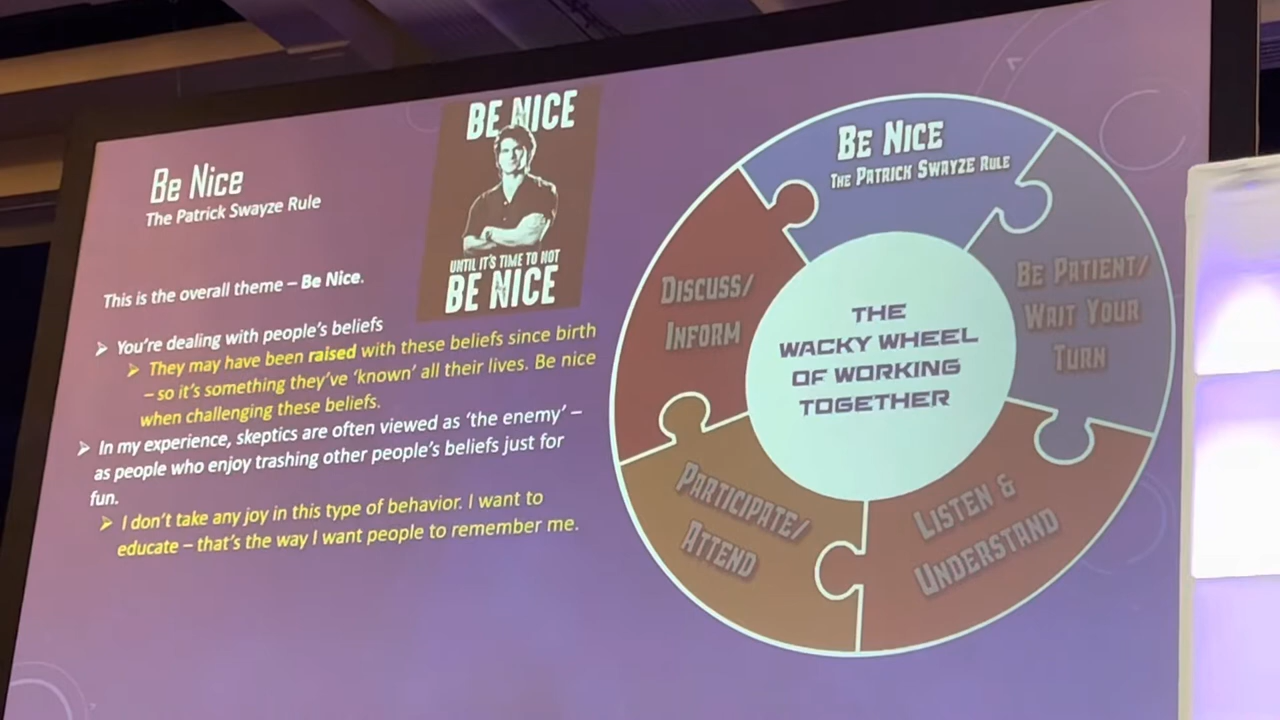 Be Nice
The Patrick Swayze Rule
This is the overall theme – Be Nice.
➢ You're dealing with people's beliefs
➢ They may have been raised with these beliefs since birth
– so it's something they've 'known' all their lives. Be nice
when challenging these beliefs.
➢ In my experience, skeptics are often viewed as 'the enemy' –
as people who enjoy trashing other people's beliefs just for
fun.
➢ I don't take any joy in this type of behavior. I want to
educate – that's the way I want people to remember me.
BE NICE
UNTIL IT'S TIME TO NOT
BE NICE
BE NICE
THE PATRICK SWAYZE RULE
BE PATIENT/
WAIT YOUR
TURN
LISTEN &
UNDERSTAND
PARTICIPATE/
ATTEND
DISCUSS/
INFORM
THE
WACKY WHEEL
OF WORKING
TOGETHER